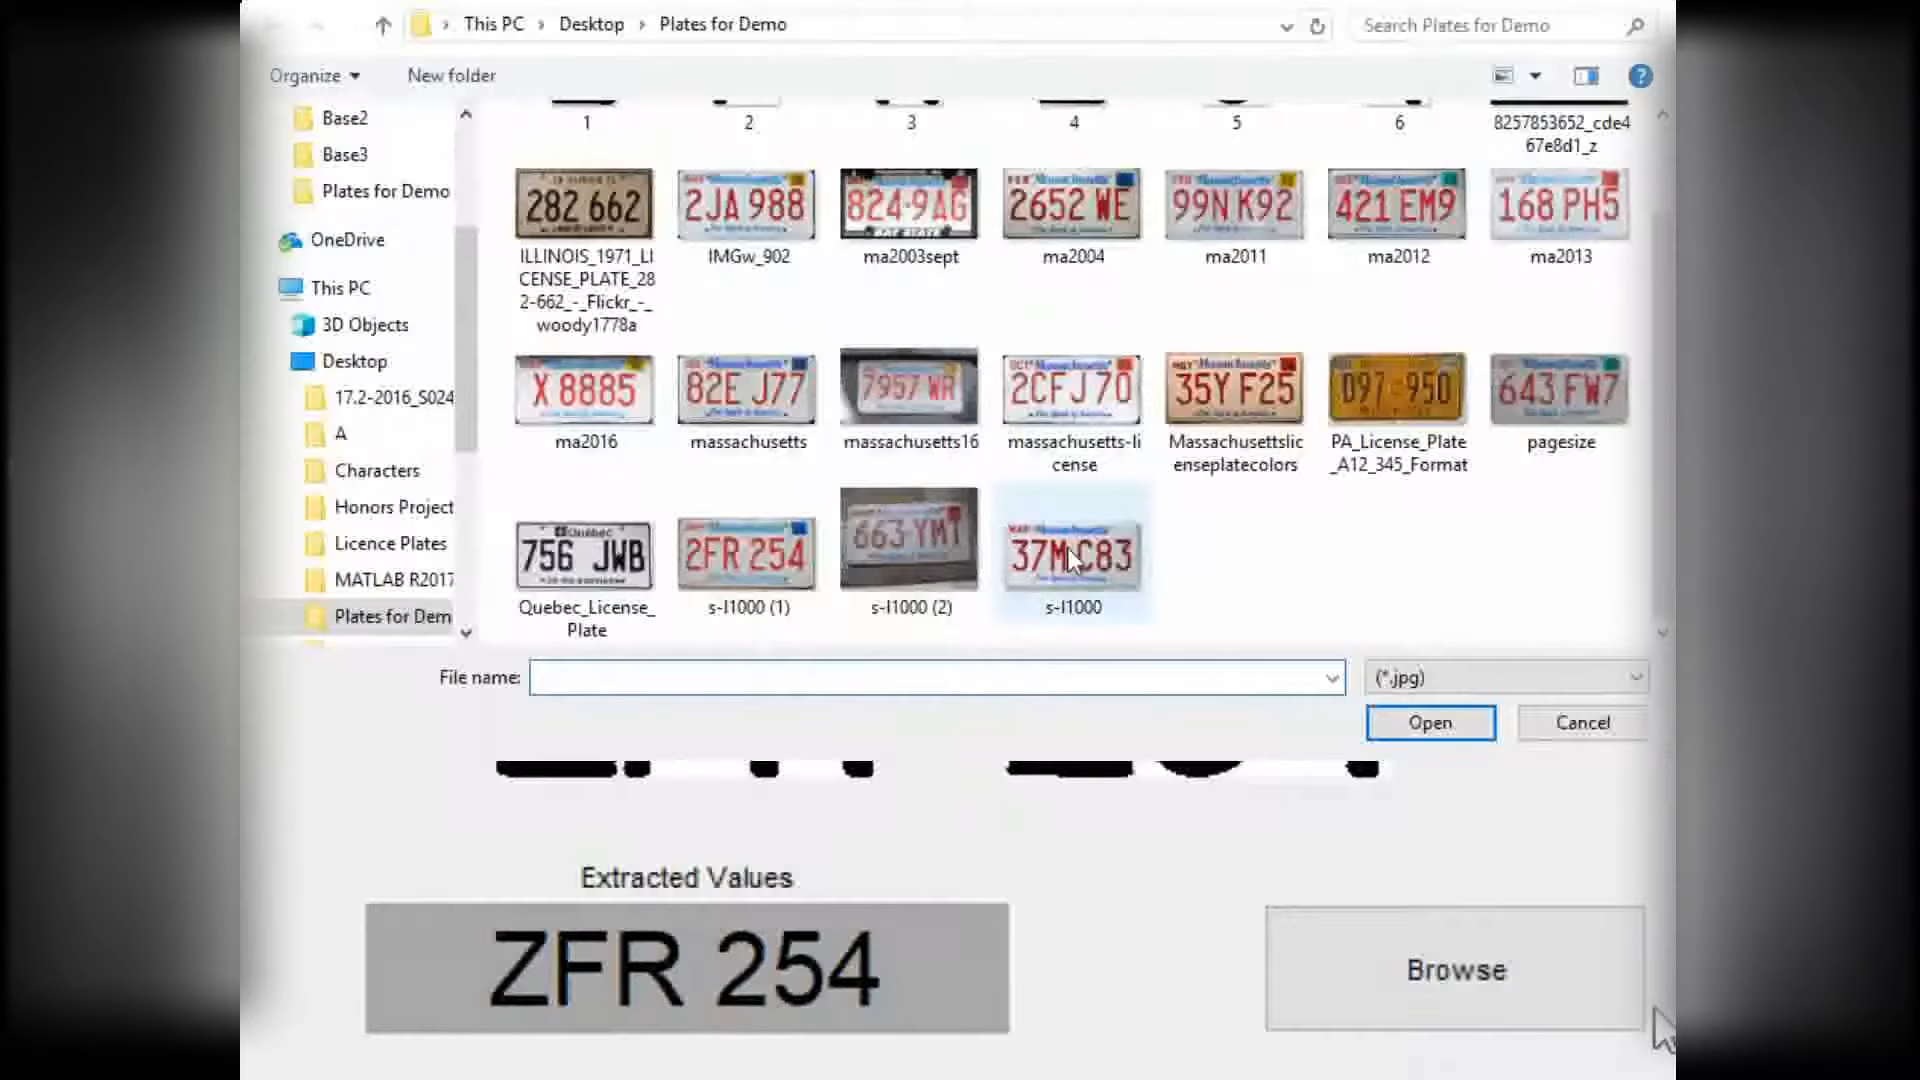 This PC › Desktop › Plates for Demo
Search Plates for Demo
Organize
New folder
Base2
Base3
Plates for Demo
OneDrive
This PC
3D Objects
Desktop
17.2-2016_S024
A
Characters
Honors Project
Licence Plates
MATLAB R2017
Plates for Dem
1
2
3
4
5
6
8257853652_cde4
67e8d1_z
282 662
2JA 988
824·9AG
2652 WE
99N K92
421 EM9
168 PH5
ILLINOIS_1971_LI
CENSE_PLATE_28
2-662_-_Flickr_-_
woody1778a
IMGw_902
ma2003sept
ma2004
ma2011
ma2012
ma2013
X 8885
82E J77
7957 WR
2CFJ 70
35Y F25
D97-950
643 FW7
ma2016
massachusetts
massachusetts16
massachusetts-li
cense
Massachusettslic
enseplatecolors
PA_License_Plate
_A12_345_Format
pagesize
Québec
756 JWB
2FR 254
663 YMT
37M C83
Quebec_License_
Plate
s-l1000 (1)
s-l1000 (2)
s-l1000
File name:
(*.jpg)
Open
Cancel
Extracted Values
ZFR 254
Browse